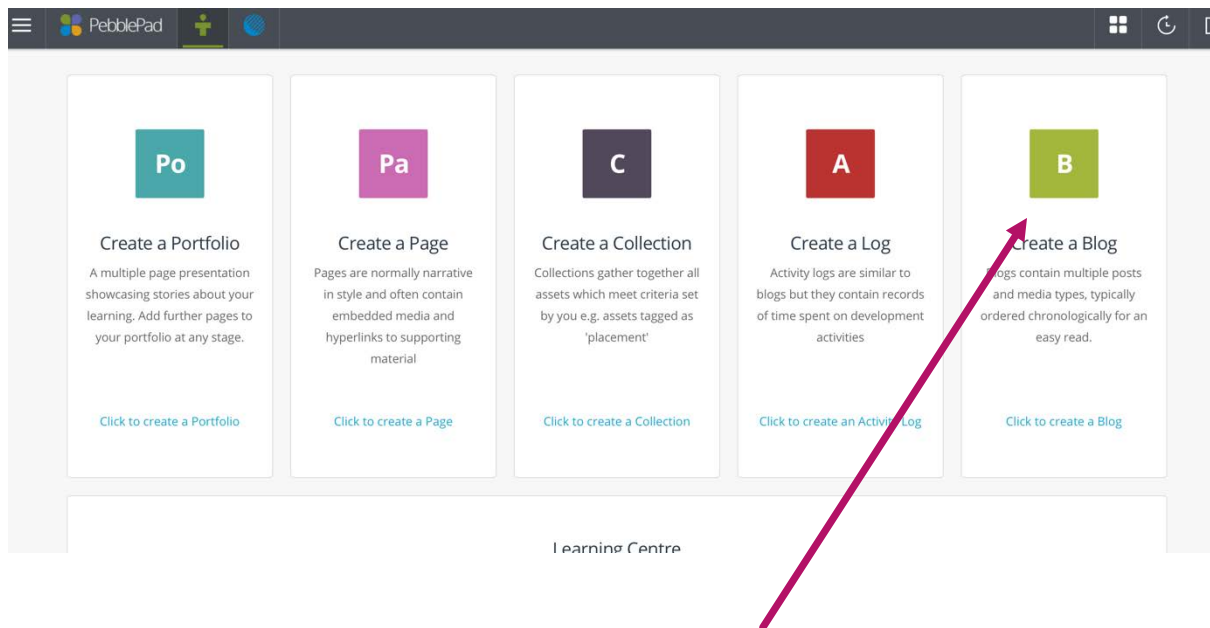 PebblePad
Po
Create a Portfolio
A multiple page presentation
showcasing stories about your
learning. Add further pages to
your portfolio at any stage.
Click to create a Portfolio
Pa
Create a Page
Pages are normally narrative
in style and often contain
embedded media and
hyperlinks to supporting
material
Click to create a Page
C
Create a Collection
Collections gather together all
assets which meet criteria set
by you e.g. assets tagged as
'placement'
Click to create a Collection
A
Create a Log
Activity logs are similar to
blogs but they contain records
of time spent on development
activities
Click to create an Activity Log
B
Create a Blog
Blogs contain multiple posts
and media types, typically
ordered chronologically for an
easy read.
Click to create a Blog
Learning Centre